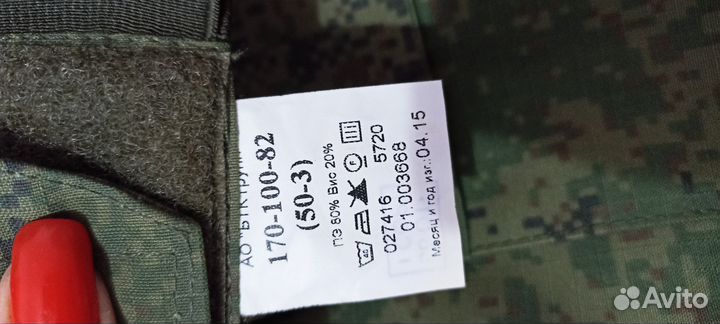 АО "БТК груп
170-100-82
(50-3)
ПЭ 80% Вис 20%
027416 5720
01.003668
Месяц и год изг.:04.15
Avito